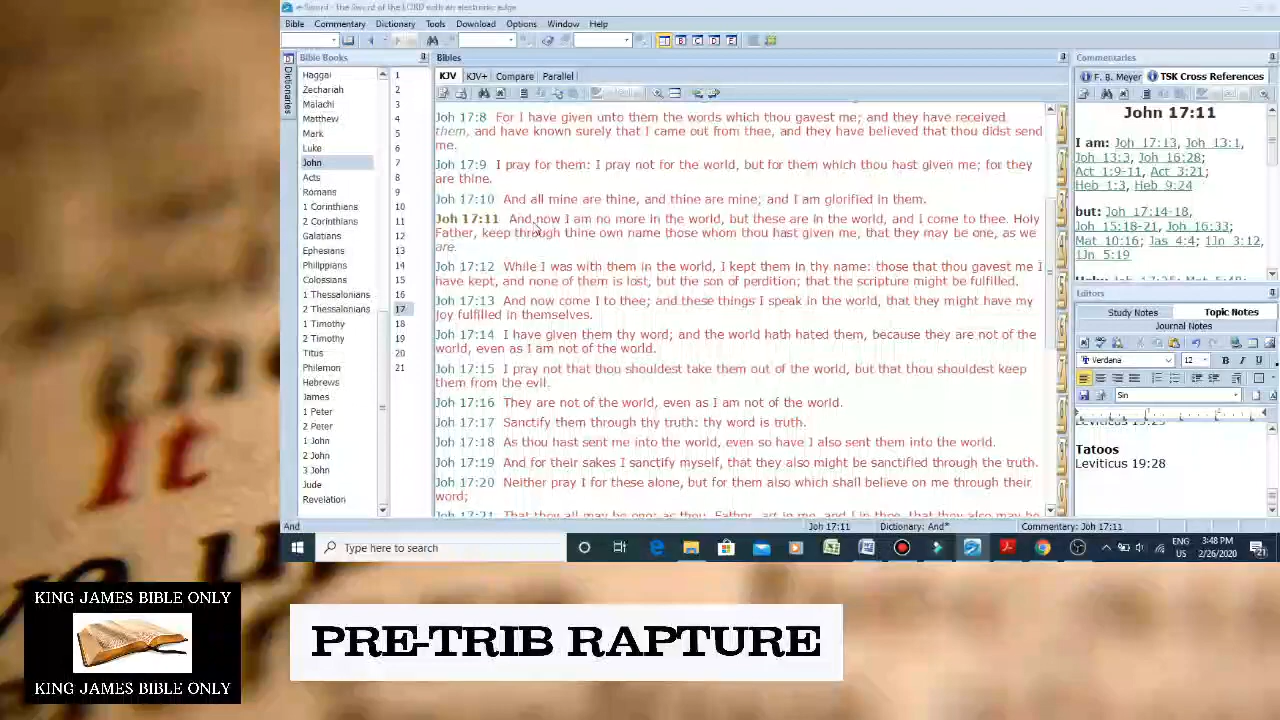 e-Sword - the Sword of the LORD with an electronic edge
Bible Commentary Dictionary Tools Download Options Window Help
Dictionaries
Bible Books
Haggai
Zechariah
Malachi
Matthew
Mark
Luke
John
Acts
Romans
1 Corinthians
2 Corinthians
Galatians
Ephesians
Philippians
Colossians
1 Thessalonians
2 Thessalonians
1 Timothy
2 Timothy
Titus
Philemon
Hebrews
James
1 Peter
2 Peter
1 John
2 John
3 John
Jude
Revelation
1
2
3
4
5
6
7
8
9
10
11
12
13
14
15
16
17
18
19
20
21
Bibles
KJV KJV+ Compare Parallel
Joh 17:8 For I have given unto them the words which thou gavest me; and they have received
them, and have known surely that I came out from thee, and they have believed that thou didst send
me.
Joh 17:9 I pray for them: I pray not for the world, but for them which thou hast given me; for they
are thine.
Joh 17:10 And all mine are thine, and thine are mine; and I am glorified in them.
Joh 17:11 And now I am no more in the world, but these are in the world, and I come to thee. Holy
Father, keep through thine own name those whom thou hast given me, that they may be one, as we
are.
Joh 17:12 While I was with them in the world, I kept them in thy name: those that thou gavest me I
have kept, and none of them is lost, but the son of perdition; that the scripture might be fulfilled.
Joh 17:13 And now come I to thee; and these things I speak in the world, that they might have my
joy fulfilled in themselves.
Joh 17:14 I have given them thy word; and the world hath hated them, because they are not of the
world, even as I am not of the world.
Joh 17:15 I pray not that thou shouldest take them out of the world, but that thou shouldest keep
them from the evil.
Joh 17:16 They are not of the world, even as I am not of the world.
Joh 17:17 Sanctify them through thy truth: thy word is truth.
Joh 17:18 As thou hast sent me into the world, even so have I also sent them into the world.
Joh 17:19 And for their sakes I sanctify myself, that they also might be sanctified through the truth.
Joh 17:20 Neither pray I for these alone, but for them also which shall believe on me through their
word;
Joh 17:21 That they all may be one; as thou, Father, art in me, and I in thee, that they also may be
Commentaries
F. B. Meyer TSK Cross References
John 17:11
I am: Joh 17:13, Joh 13:1,
Joh 13:3, Joh 16:28;
Act 1:9-11, Act 3:21;
Heb 1:3, Heb 9:24
but: Joh 17:14-18,
Joh 15:18-21, Joh 16:33;
Mat 10:16; Jas 4:4; 1Jn 3:12,
1Jn 5:19
Editors
Study Notes Topic Notes
Journal Notes
Verdana 12 B I U
Sin
Tatoos
Leviticus 19:28
And Joh 17:11 Dictionary: And* Commentary: Joh 17:11
Type here to search
ENG
US
3:48 PM
2/26/2020
21
It
KING JAMES BIBLE ONLY
KING JAMES BIBLE ONLY
PRE-TRIB RAPTURE